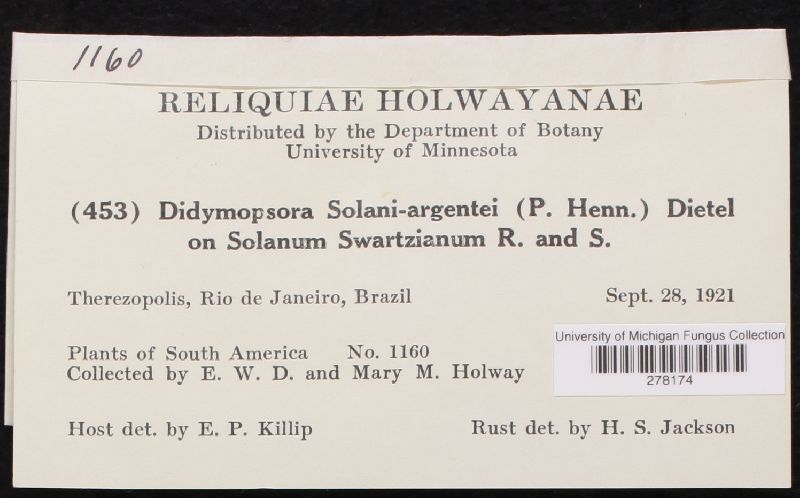 1160
RELIQUIAE HOLWAYANAE
Distributed by the Department of Botany
University of Minnesota
(453) Didymopsora Solani-argentei (P. Henn.) Dietel
on Solanum Swartzianum R. and S.
Therezopolis, Rio de Janeiro, Brazil Sept. 28, 1921
Plants of South America No. 1160
Collected by E. W. D. and Mary M. Holway
University of Michigan Fungus Collection
278174
Host det. by E. P. Killip Rust det. by H. S. Jackson